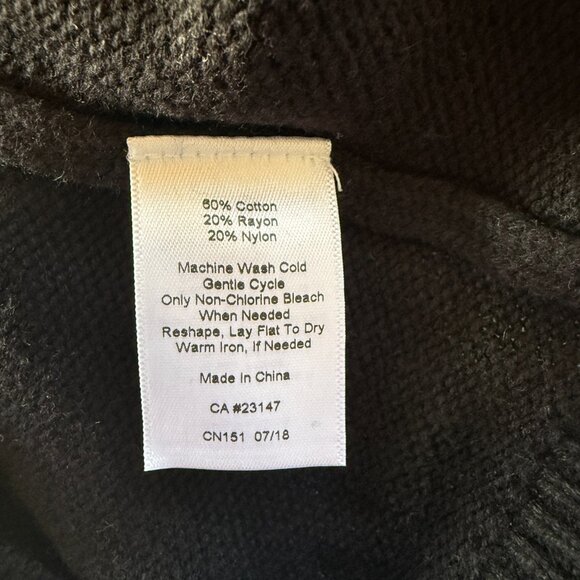 60% Cotton
20% Rayon
20% Nylon
Machine Wash Cold
Gentle Cycle
Only Non-Chlorine Bleach
When Needed
Reshape, Lay Flat To Dry
Warm Iron, If Needed
Made in China
CA #23147
CN151 07/18